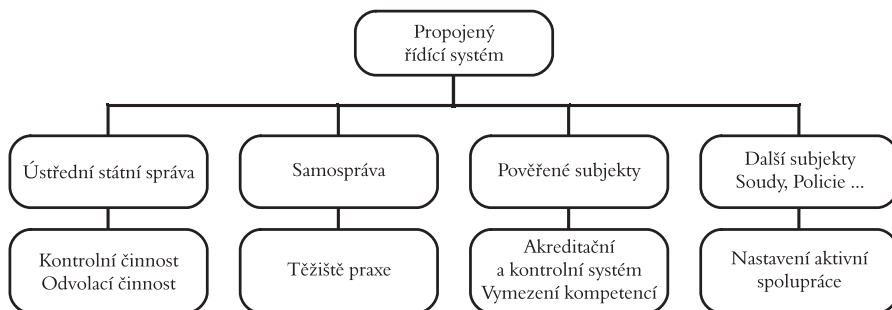 Propojený
řídící systém
Ústřední státní správa
Samospráva
Pověřené subjekty
Další subjekty
Soudy, Policie ...
Kontrolní činnost
Odvolací činnost
Těžiště praxe
Akreditační
a kontrolní systém
Vymezení kompetencí
Nastavení aktivní
spolupráce